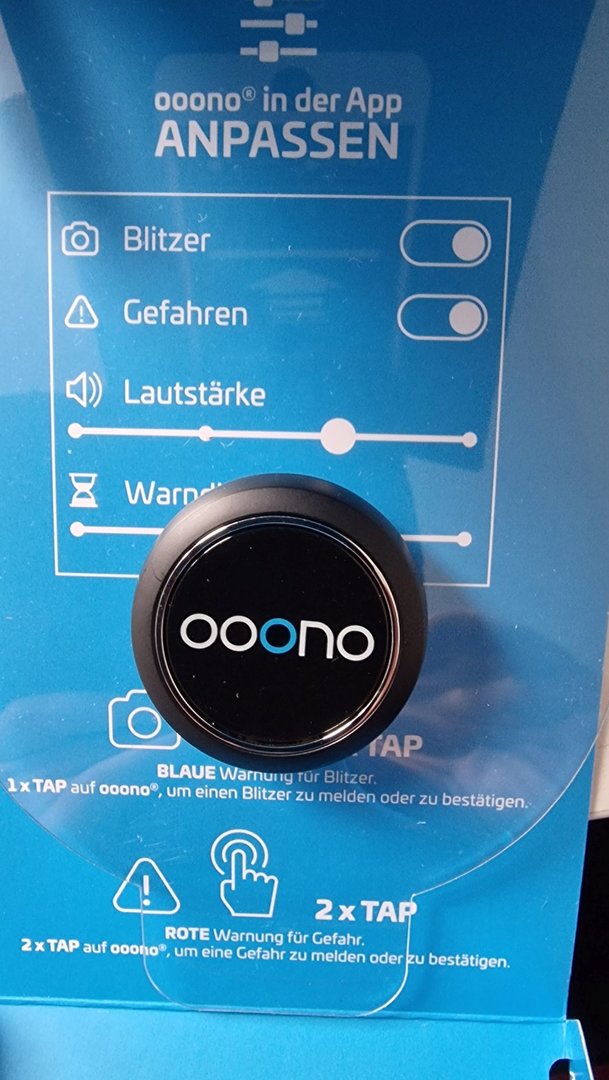 ooono® in der App
ANPASSEN
Blitzer
Gefahren
Lautstärke
ooono
TAP
BLAUE Warnung für Blitzer.
1 x TAP auf ooono®, um einen Blitzer zu melden oder zu bestätigen.
2 x TAP
ROTE Warnung für Gefahr.
2 x TAP auf ooono®, um eine Gefahr zu melden oder zu bestätigen.